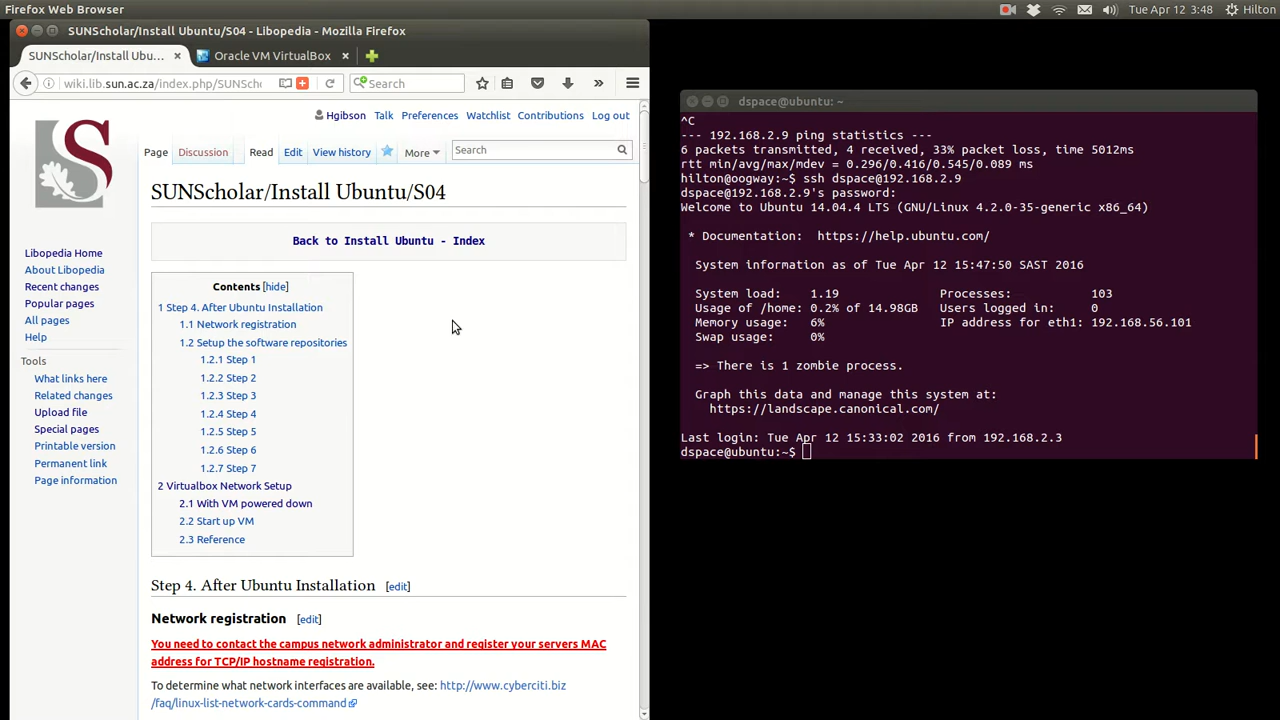 Firefox Web Browser
Tue Apr 12 3:48
Hilton
SUNScholar/Install Ubuntu/S04 - Libopedia - Mozilla Firefox
SUNScholar/Install Ubu...
Oracle VM VirtualBox
wiki.lib.sun.ac.za/index.php/SUNSch
Search
Hgibson Talk Preferences Watchlist Contributions Log out
Page Discussion Read Edit View history More Search
SUNScholar/Install Ubuntu/S04
Back to Install Ubuntu - Index
Libopedia Home
About Libopedia
Recent changes
Popular pages
All pages
Help
Tools
What links here
Related changes
Upload file
Special pages
Printable version
Permanent link
Page information
Contents [hide]
1 Step 4. After Ubuntu Installation
1.1 Network registration
1.2 Setup the software repositories
1.2.1 Step 1
1.2.2 Step 2
1.2.3 Step 3
1.2.4 Step 4
1.2.5 Step 5
1.2.6 Step 6
1.2.7 Step 7
2 Virtualbox Network Setup
2.1 With VM powered down
2.2 Start up VM
2.3 Reference
Step 4. After Ubuntu Installation [edit]
Network registration [edit]
You need to contact the campus network administrator and register your servers MAC
address for TCP/IP hostname registration.
To determine what network interfaces are available, see: http://www.cyberciti.biz
/faq/linux-list-network-cards-command
dspace@ubuntu: ~
^C
--- 192.168.2.9 ping statistics ---
6 packets transmitted, 4 received, 33% packet loss, time 5012ms
rtt min/avg/max/mdev = 0.296/0.416/0.545/0.089 ms
hilton@oogway:~$ ssh dspace@192.168.2.9
dspace@192.168.2.9's password:
Welcome to Ubuntu 14.04.4 LTS (GNU/Linux 4.2.0-35-generic x86_64)
* Documentation: https://help.ubuntu.com/
System information as of Tue Apr 12 15:47:50 SAST 2016
System load: 1.19 Processes: 103
Usage of /home: 0.2% of 14.98GB Users logged in: 0
Memory usage: 6% IP address for eth1: 192.168.56.101
Swap usage: 0%
=> There is 1 zombie process.
Graph this data and manage this system at:
https://landscape.canonical.com/
Last login: Tue Apr 12 15:33:02 2016 from 192.168.2.3
dspace@ubuntu:~$